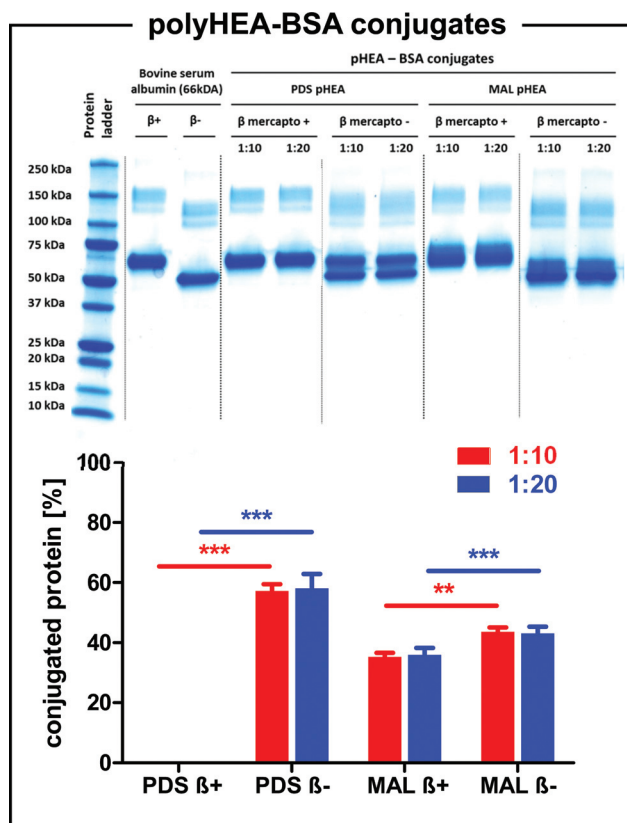 polyHEA-BSA conjugates
pHEA – BSA conjugates
Bovine serum
albumin (66kDA)
PDS pHEA
MAL pHEA
Protein
ladder
β+
β-
β mercapto +
β mercapto -
β mercapto +
β mercapto -
1:10
1:20
1:10
1:20
1:10
1:20
1:10
1:20
250 kDa
150 kDa
100 kDa
75 kDa
50 kDa
37 kDa
25 kDa
20 kDa
15 kDa
10 kDa
conjugated protein [%]
100
80
60
40
20
0
1:10
1:20
***
***
***
**
PDS ß+
PDS ß-
MAL ß+
MAL ß-